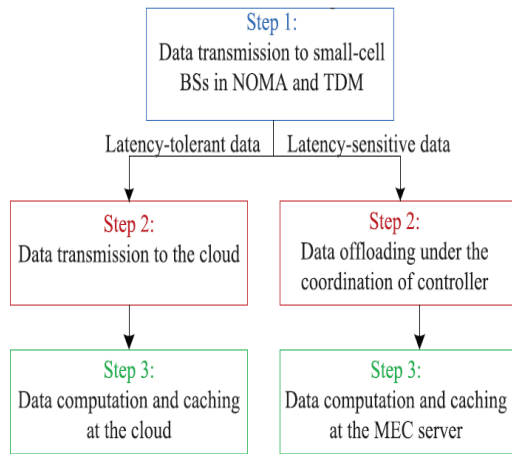 Step 1:
Data transmission to small-cell
BSs in NOMA and TDM
Latency-tolerant data
Latency-sensitive data
Step 2:
Data transmission to the cloud
Step 2:
Data offloading under the
coordination of controller
Step 3:
Data computation and caching
at the cloud
Step 3:
Data computation and caching
at the MEC server